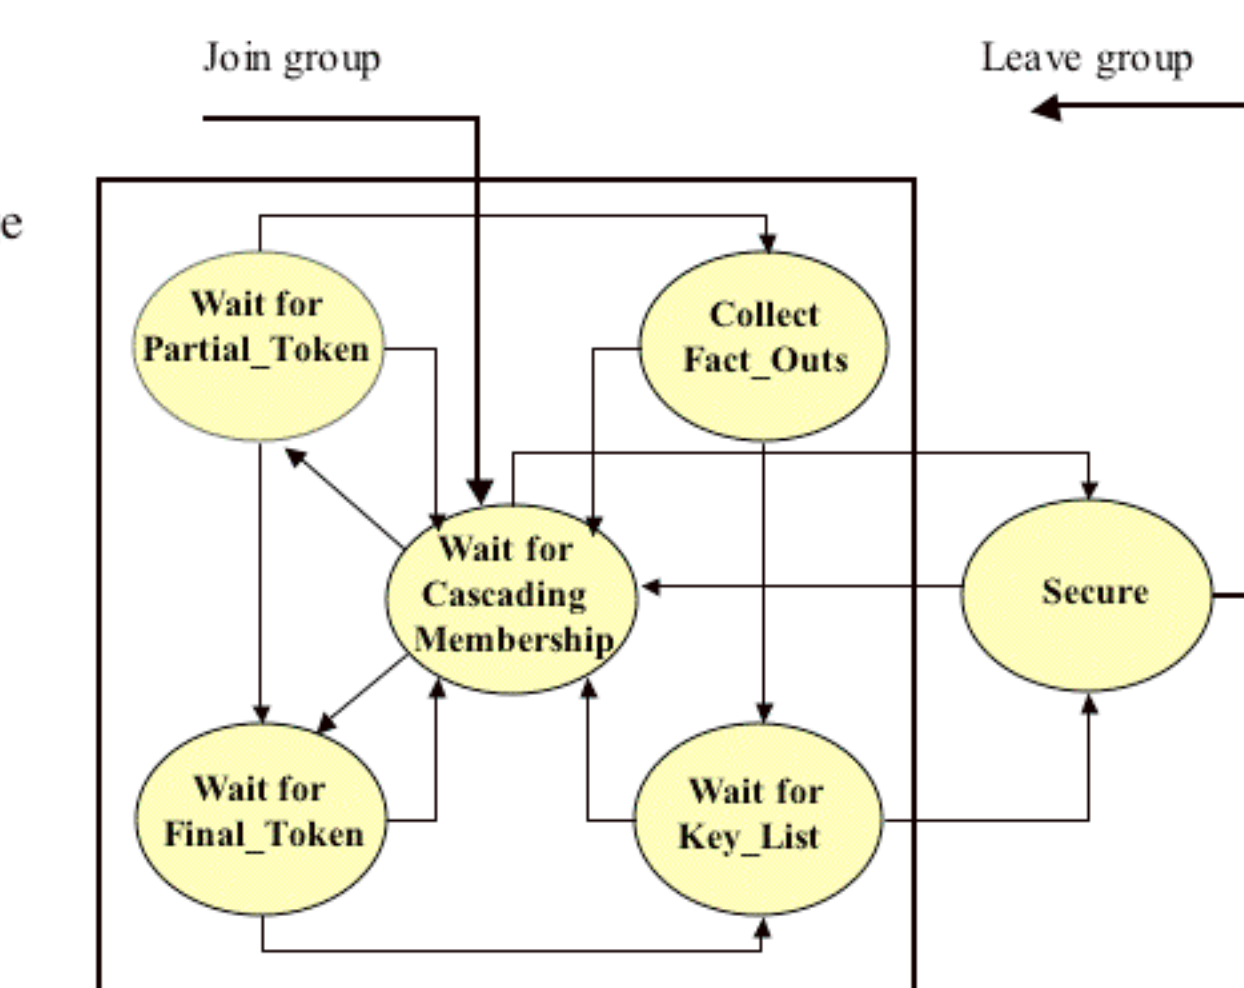 Join group
Leave group
e
Wait for
Partial_Token
Collect
Fact_Outs
Wait for
Cascading
Membership
Secure
Wait for
Final_Token
Wait for
Key_List